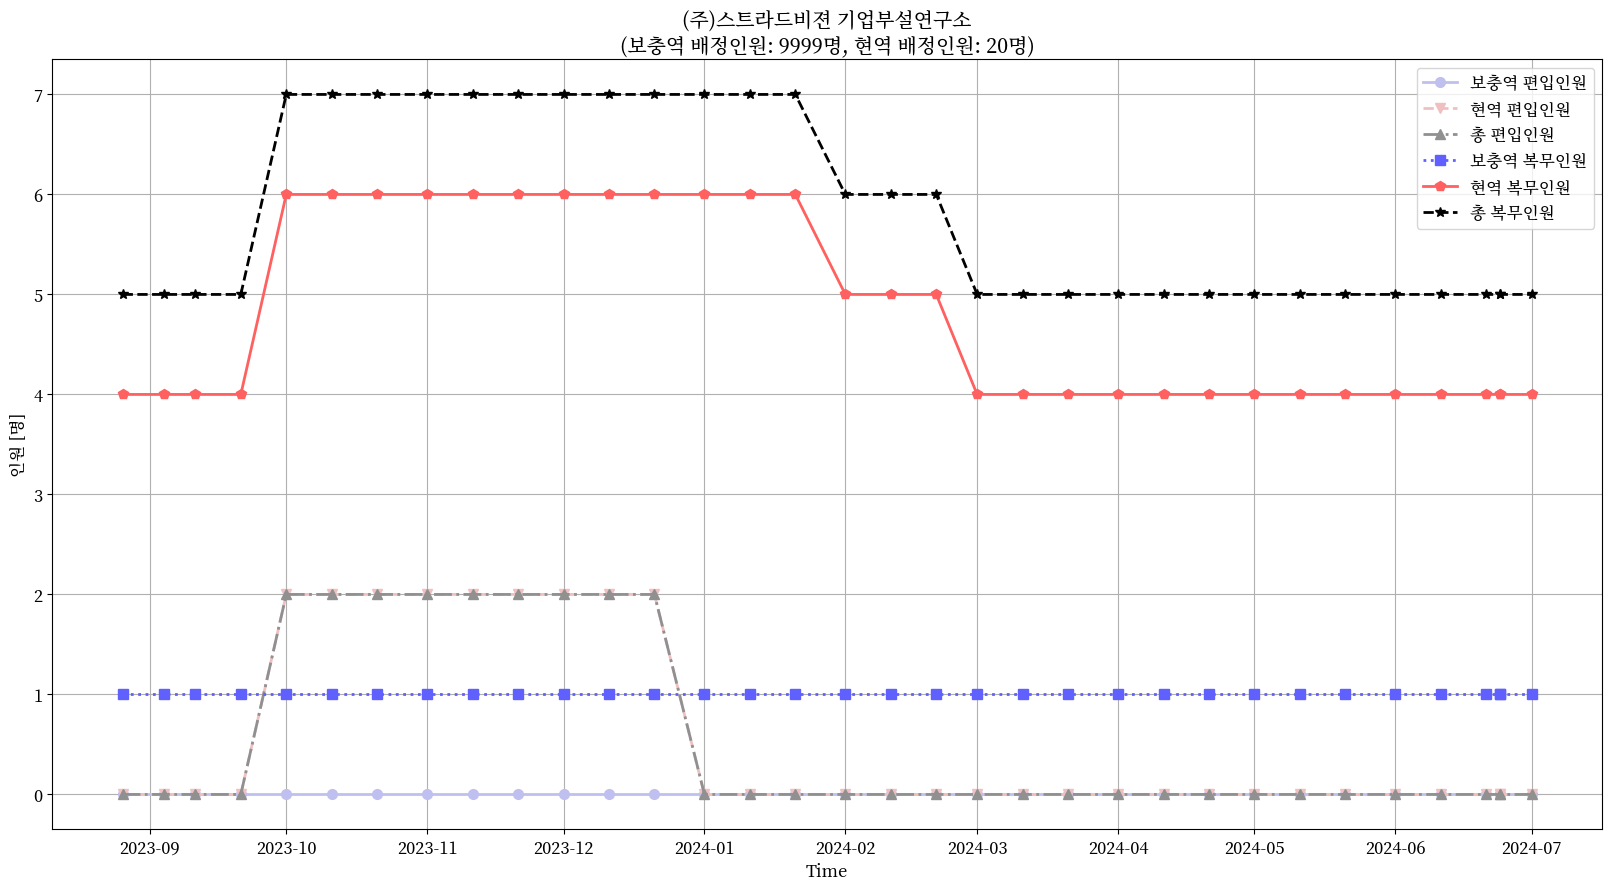 (주)스트라드비젼 기업부설연구소
(보충역 배정인원: 9999명, 현역 배정인원: 20명)
보충역 편입인원
현역 편입인원
총 편입인원
보충역 복무인원
현역 복무인원
총 복무인원
인원 [명]
7
6
5
4
3
2
1
0
2023-09 2023-10 2023-11 2023-12 2024-01 2024-02 2024-03 2024-04 2024-05 2024-06 2024-07
Time